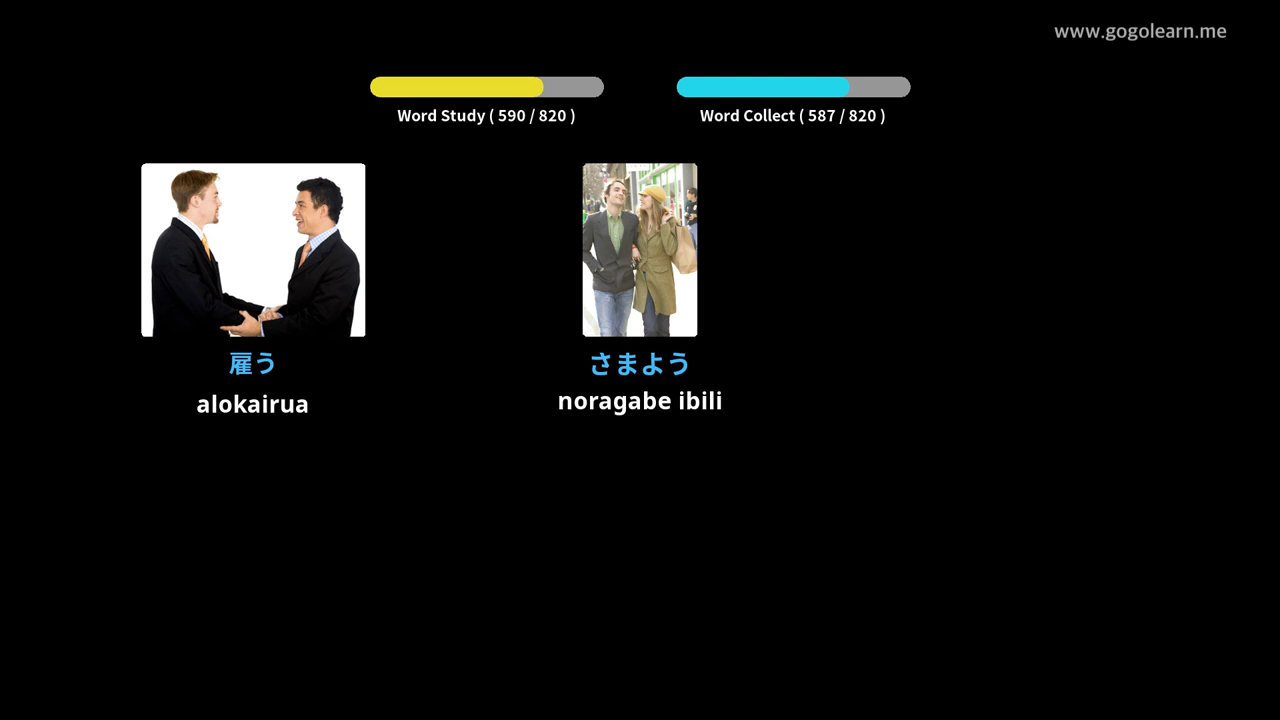 www.gogolearn.me
Word Study ( 590 / 820 )
Word Collect ( 587 / 820 )
雇う
alokairua
さまよう
noragabe ibili